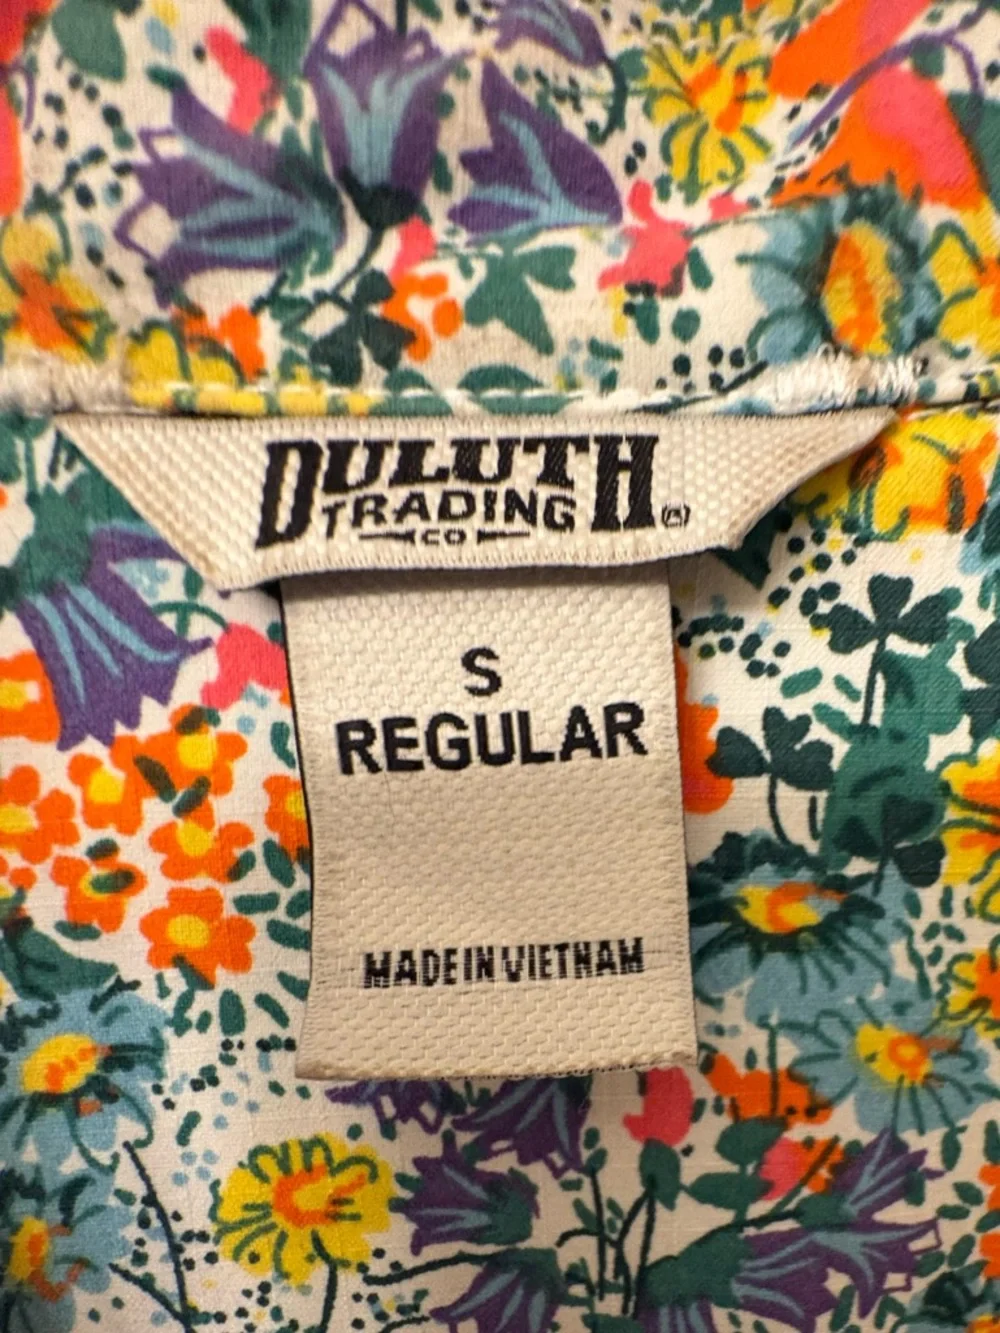 DULUTH
TRADING
CO
®
S
REGULAR
MADE IN VIETNAM